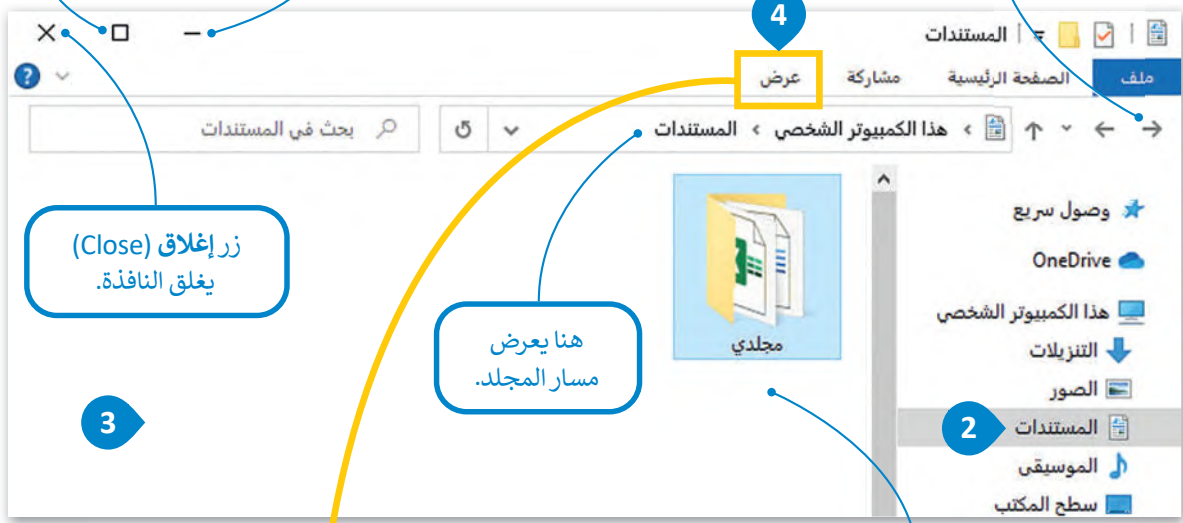 4
المستندات
ملف
الصفحة الرئيسية
مشاركة
عرض
?
هذا الكمبيوتر الشخصي › المستندات
بحث في المستندات
وصول سريع
OneDrive
هذا الكمبيوتر الشخصي
التنزيلات
الصور
المستندات
2
الموسيقى
سطح المكتب
مجلدي
هنا يعرض
مسار المجلد.
زر إغلاق (Close)
يغلق النافذة.
3